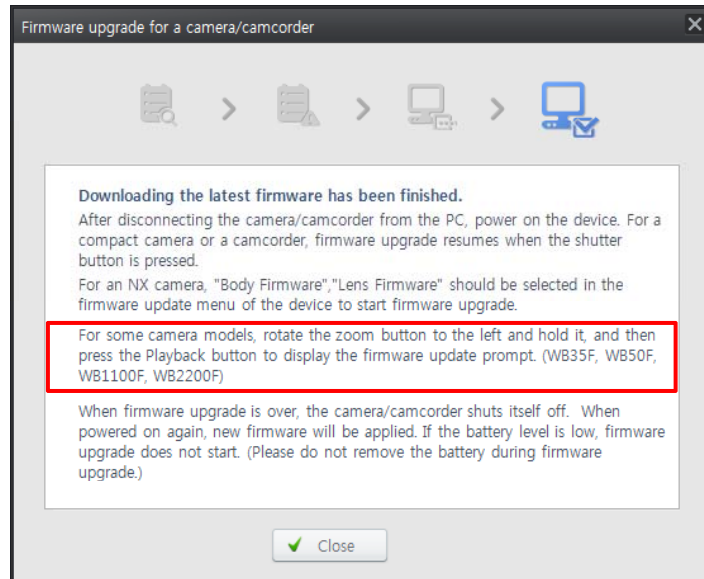 Firmware upgrade for a camera/camcorder
Downloading the latest firmware has been finished.
After disconnecting the camera/camcorder from the PC, power on the device. For a
compact camera or a camcorder, firmware upgrade resumes when the shutter
button is pressed.
For an NX camera, "Body Firmware","Lens Firmware" should be selected in the
firmware update menu of the device to start firmware upgrade.
For some camera models, rotate the zoom button to the left and hold it, and then
press the Playback button to display the firmware update prompt. (WB35F, WB50F,
WB1100F, WB2200F)
When firmware upgrade is over, the camera/camcorder shuts itself off. When
powered on again, new firmware will be applied. If the battery level is low, firmware
upgrade does not start. (Please do not remove the battery during firmware
upgrade.)
Close